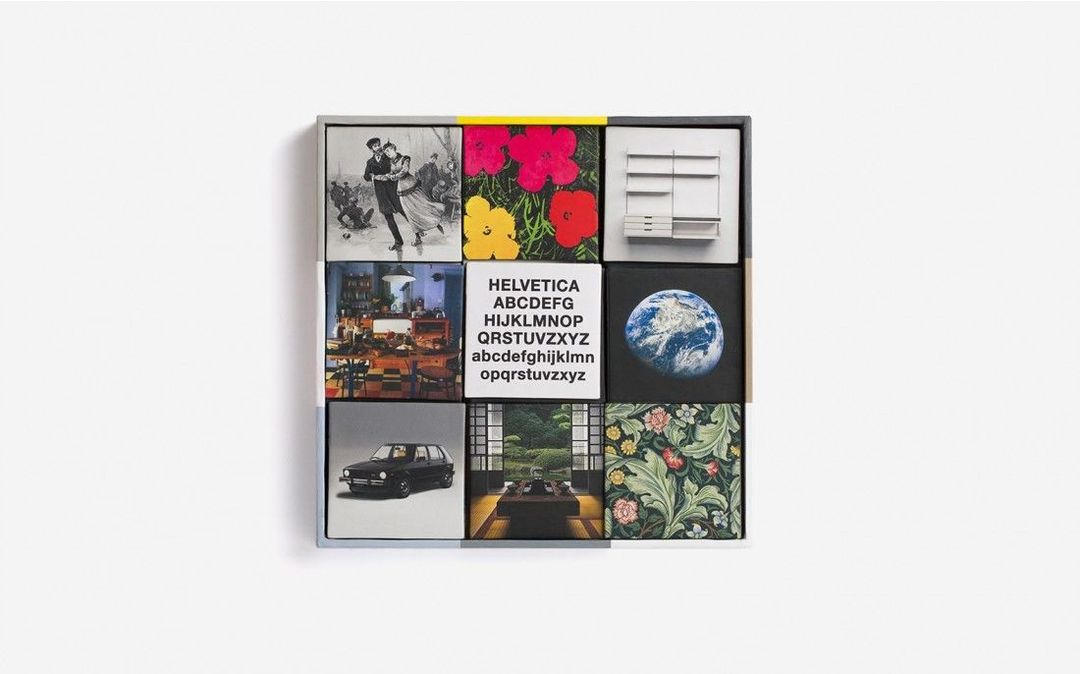 HELVETICA
ABCDEFG
HIJKLMNOP
QRSTUVZXYZ
abcdefghijklmn
opqrstuvzxyz